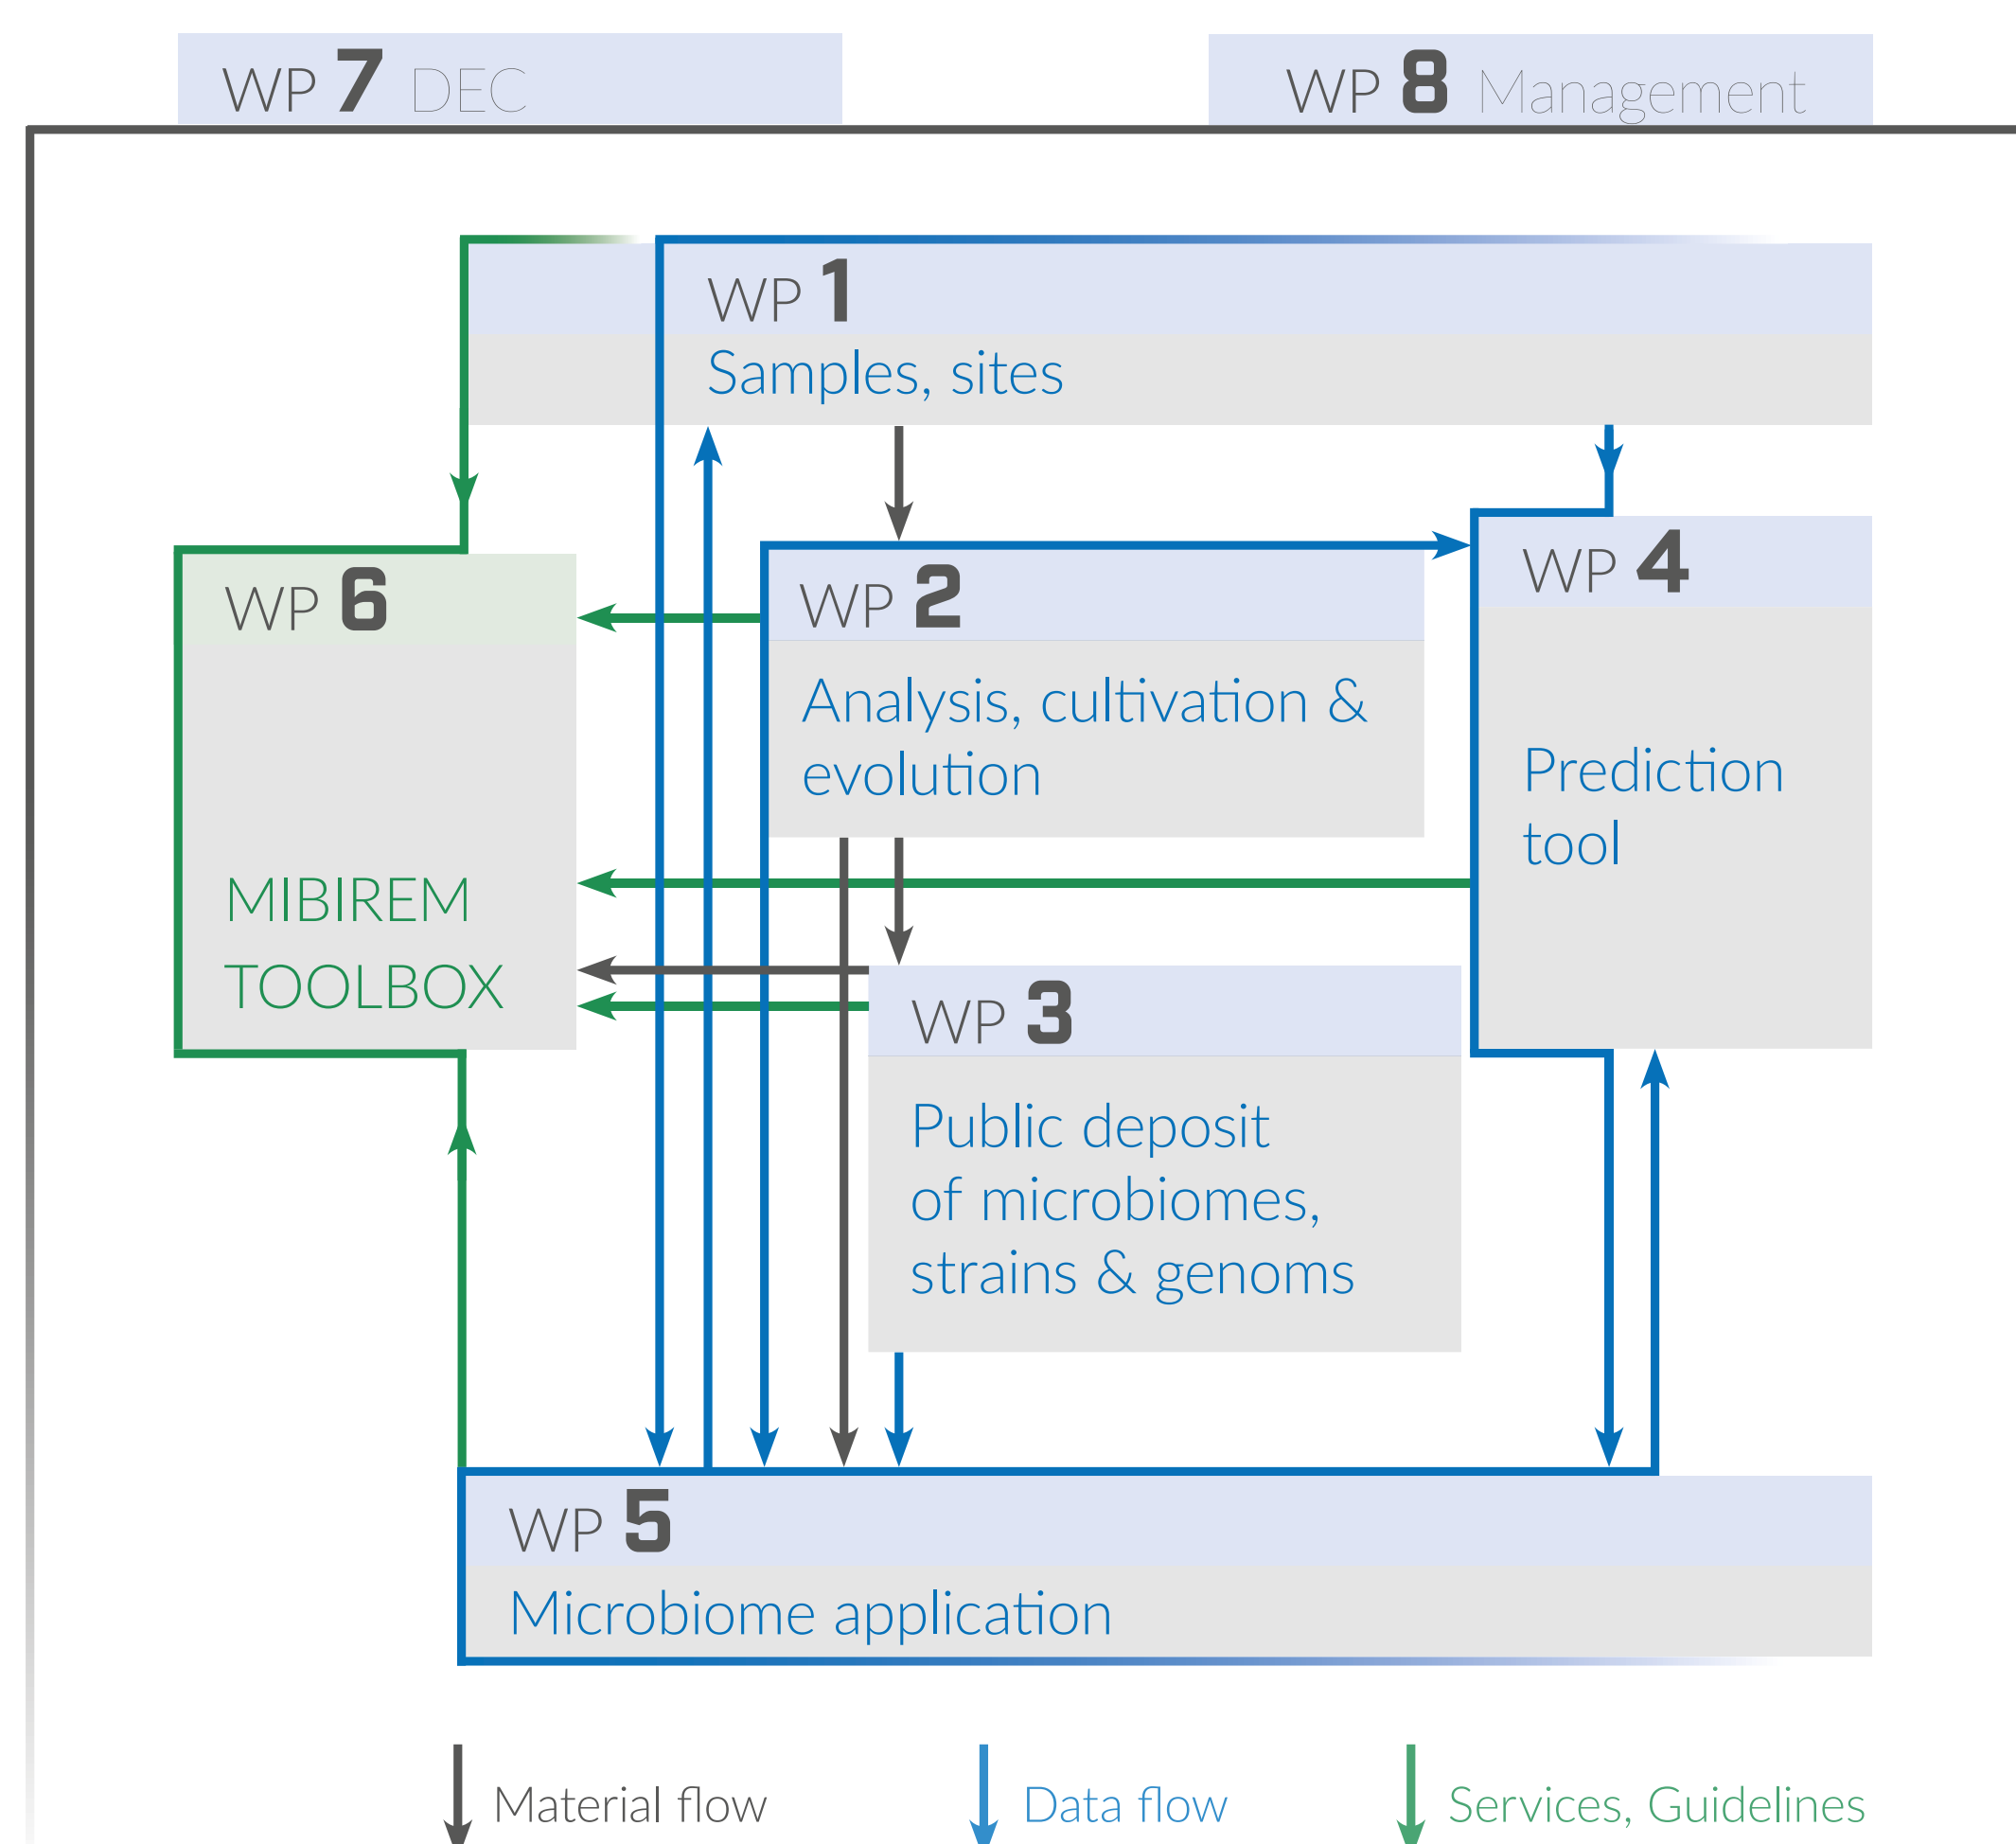 WP 7 DEC
WP 8 Management
WP 1
Samples, sites
WP 6
MIBIREM
TOOLBOX
WP 2
Analysis, cultivation &
evolution
WP 4
Prediction
tool
WP 3
Public deposit
of microbiomes,
strains & genoms
WP 5
Microbiome application
Material flow
Data flow
Services, Guidelines